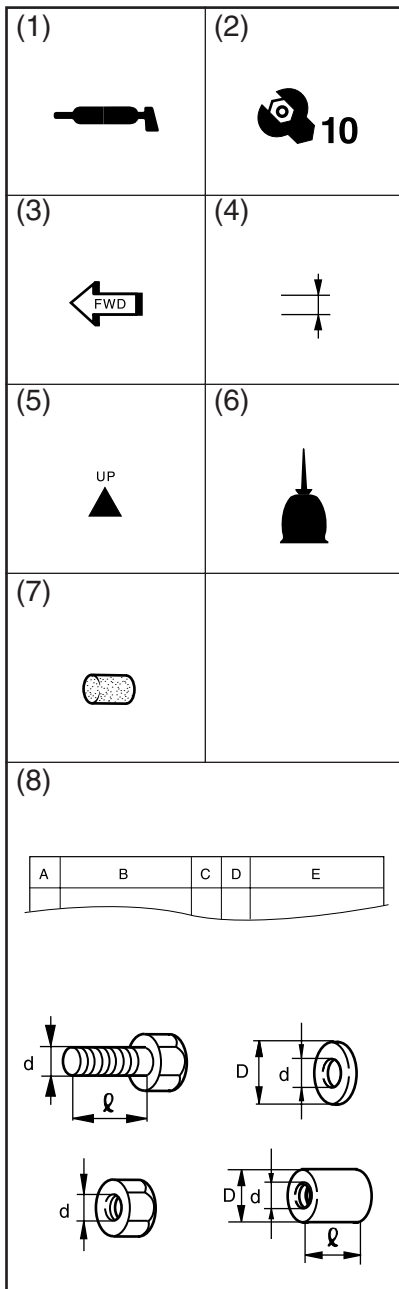 (1) (2)
10
(3) (4)
FWD
(5) (6)
UP
(7)
(8)
A B C D E
d ℓ D d
d D d ℓ